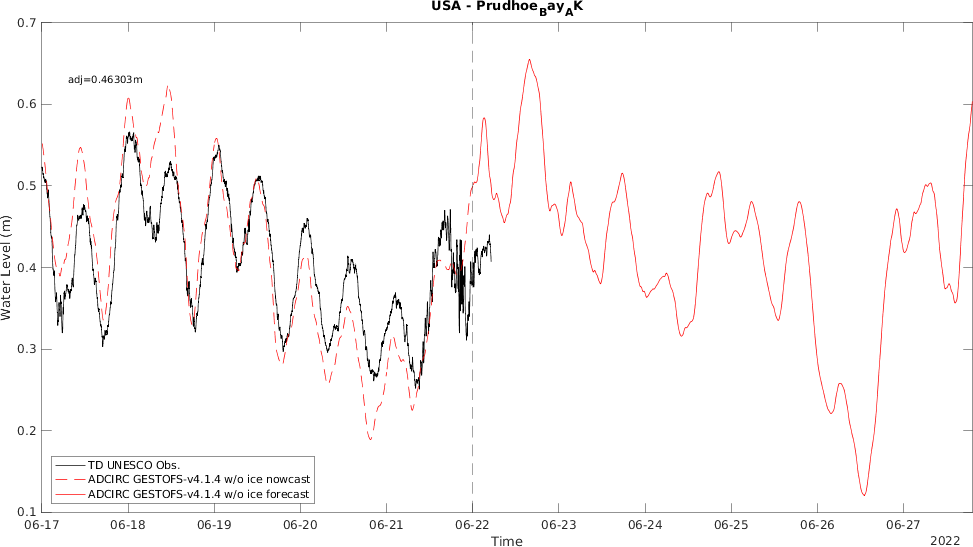 USA - Prudhoe_Bay_AK
0.7
adj=0.46303m
0.6
0.5
0.4
0.3
0.2
0.1
Water Level (m)
TD UNESCO Obs.
ADCIRC GESTOFS-v4.1.4 w/o ice nowcast
ADCIRC GESTOFS-v4.1.4 w/o ice forecast
06-17 06-18 06-19 06-20 06-21 06-22 06-23 06-24 06-25 06-26 06-27
Time
2022